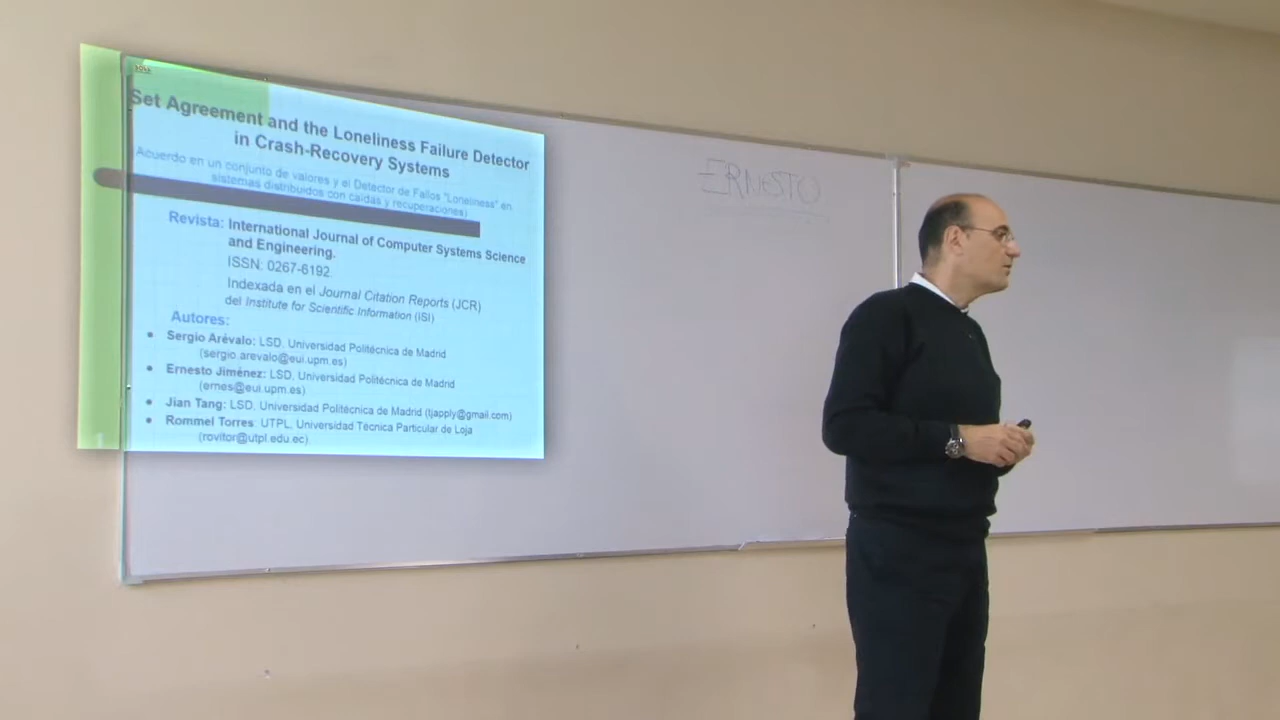 Set Agreement and the Loneliness Failure Detector
in Crash-Recovery Systems
Acuerdo en un conjunto de valores y el Detector de Fallos "Loneliness" en
sistemas distribuidos con caídas y recuperaciones)
Revista: International Journal of Computer Systems Science
and Engineering.
ISSN: 0267-6192.
Indexada en el Journal Citation Reports (JCR)
del Institute for Scientific Information (ISI)
Autores:
• Sergio Arévalo: LSD, Universidad Politécnica de Madrid
(sergio.arevalo@eui.upm.es)
• Ernesto Jiménez: LSD, Universidad Politécnica de Madrid
(ernes@eui.upm.es)
• Jian Tang: LSD, Universidad Politécnica de Madrid (tjapply@gmail.com)
• Rommel Torres: UTPL, Universidad Técnica Particular de Loja
(rovitor@utpl.edu.ec)
1
ERNESTO